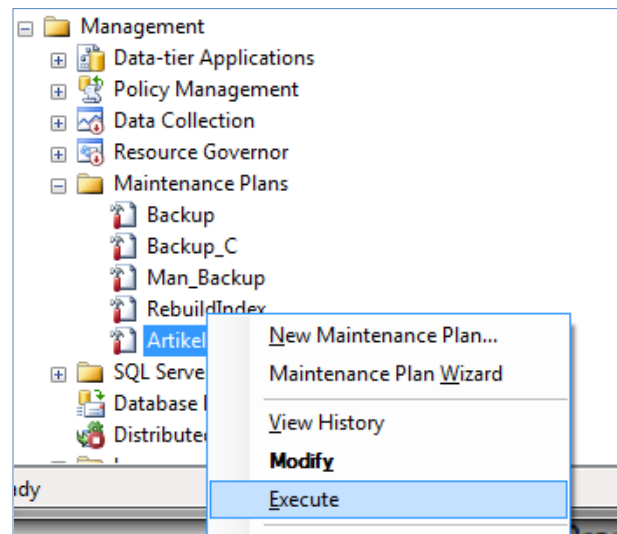 Management
Data-tier Applications
Policy Management
Data Collection
Resource Governor
Maintenance Plans
Backup
Backup_C
Man_Backup
RebuildIndex
Artikel
New Maintenance Plan...
SQL Serve
Maintenance Plan Wizard
Database
View History
Distribute
Modify
dy
Execute